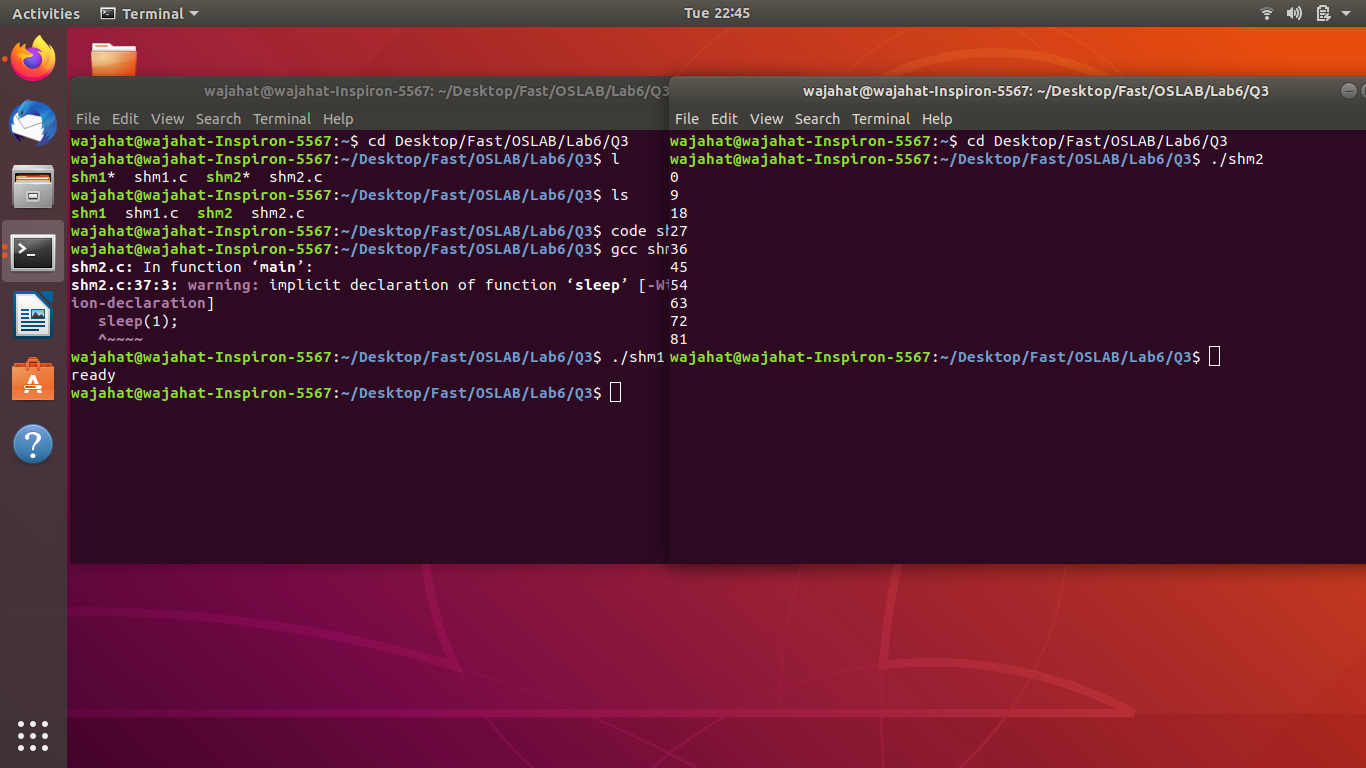 Activities Terminal Tue 22:45
wajahat@wajahat-Inspiron-5567: ~/Desktop/Fast/OSLAB/Lab6/Q3
File Edit View Search Terminal Help
wajahat@wajahat-Inspiron-5567:~$ cd Desktop/Fast/OSLAB/Lab6/Q3
wajahat@wajahat-Inspiron-5567:~/Desktop/Fast/OSLAB/Lab6/Q3$ l
shm1* shm1.c shm2* shm2.c
wajahat@wajahat-Inspiron-5567:~/Desktop/Fast/OSLAB/Lab6/Q3$ ls
shm1 shm1.c shm2 shm2.c
wajahat@wajahat-Inspiron-5567:~/Desktop/Fast/OSLAB/Lab6/Q3$ code
wajahat@wajahat-Inspiron-5567:~/Desktop/Fast/OSLAB/Lab6/Q3$ gcc
shm2.c: In function ‘main’:
shm2.c:37:3: warning: implicit declaration of function ‘sleep’ [-W
ion-declaration]
sleep(1);
^~~~~
wajahat@wajahat-Inspiron-5567:~/Desktop/Fast/OSLAB/Lab6/Q3$ ./shm1
ready
wajahat@wajahat-Inspiron-5567:~/Desktop/Fast/OSLAB/Lab6/Q3$
wajahat@wajahat-Inspiron-5567: ~/Desktop/Fast/OSLAB/Lab6/Q3
File Edit View Search Terminal Help
wajahat@wajahat-Inspiron-5567:~$ cd Desktop/Fast/OSLAB/Lab6/Q3
wajahat@wajahat-Inspiron-5567:~/Desktop/Fast/OSLAB/Lab6/Q3$ ./shm2
0
9
18
27
36
45
54
63
72
81
wajahat@wajahat-Inspiron-5567:~/Desktop/Fast/OSLAB/Lab6/Q3$